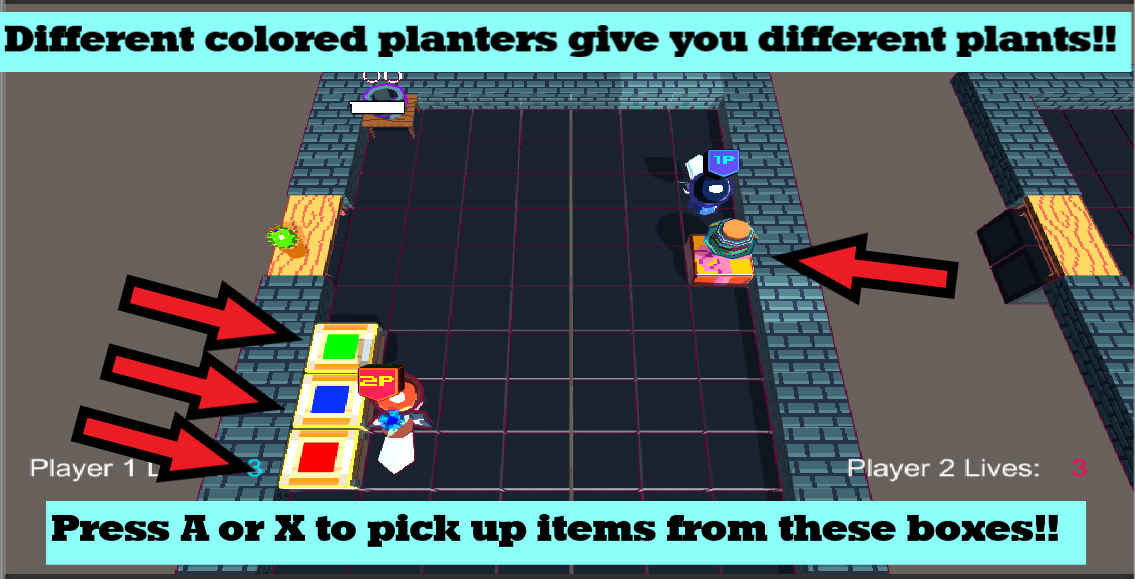 Different colored planters give you different plants!!
1P
2P
Player 1 L 3
Player 2 Lives: 3
Press A or X to pick up items from these boxes!!